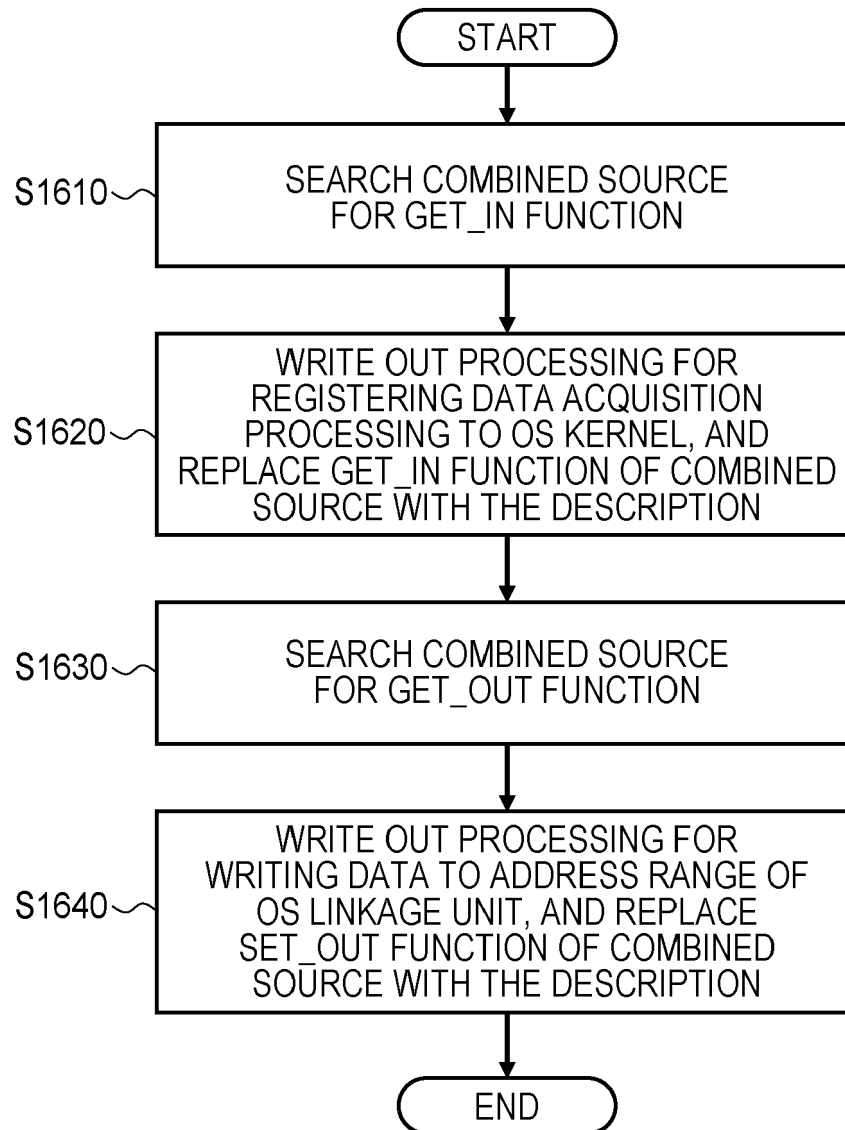 START
S1610
SEARCH COMBINED SOURCE
FOR GET_IN FUNCTION
S1620
WRITE OUT PROCESSING FOR
REGISTERING DATA ACQUISITION
PROCESSING TO OS KERNEL, AND
REPLACE GET_IN FUNCTION OF COMBINED
SOURCE WITH THE DESCRIPTION
S1630
SEARCH COMBINED SOURCE
FOR GET_OUT FUNCTION
S1640
WRITE OUT PROCESSING FOR
WRITING DATA TO ADDRESS RANGE OF
OS LINKAGE UNIT, AND REPLACE
SET_OUT FUNCTION OF COMBINED
SOURCE WITH THE DESCRIPTION
END